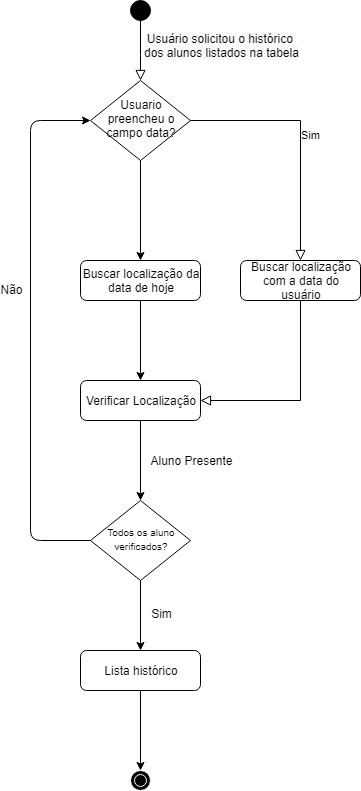 Usuário solicitou o histórico
dos alunos listados na tabela
Usuario
preencheu o
campo data?
Sim
Buscar localização da
data de hoje
Buscar localização
com a data do
usuário
Não
Verificar Localização
Aluno Presente
Todos os aluno
verificados?
Sim
Lista histórico